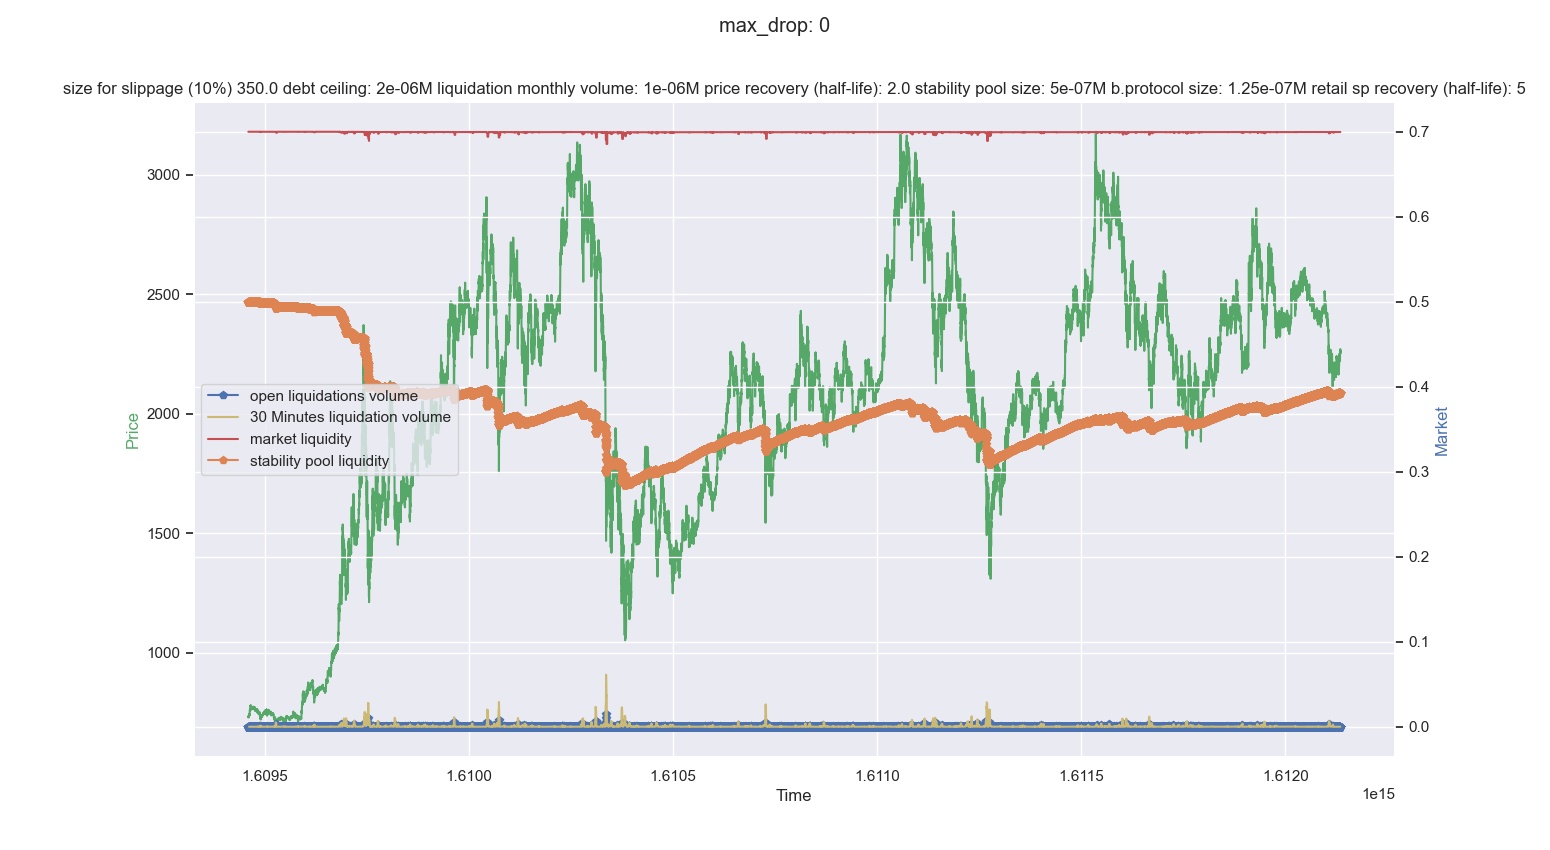 max_drop: 0
size for slippage (10%) 350.0 debt ceiling: 2e-06M liquidation monthly volume: 1e-06M price recovery (half-life): 2.0 stability pool size: 5e-07M b.protocol size: 1.25e-07M retail sp recovery (half-life): 5
3000
2500
2000
1500
1000
Price
open liquidations volume
30 Minutes liquidation volume
market liquidity
stability pool liquidity
0.7
0.6
0.5
0.4
0.3
0.2
0.1
0.0
Market
1.6095 1.6100 1.6105 1.6110 1.6115 1.6120
Time
1e15